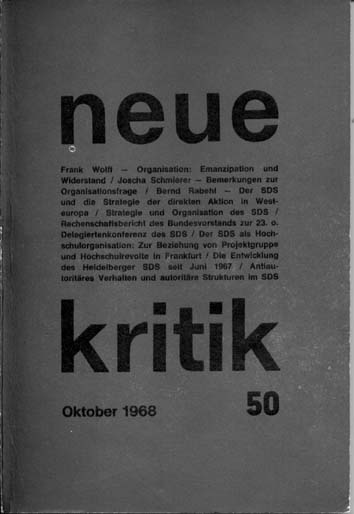 neue
Frank Wolff – Organisation: Emanzipation und
Widerstand / Joscha Schmierer – Bemerkungen zur
Organisationsfrage / Bernd Rabehl – Der SDS
und die Strategie der direkten Aktion in West-
europa / Strategie und Organisation des SDS /
Rechenschaftsbericht des Bundesvorstands zur 23. o.
Delegiertenkonferenz des SDS / Der SDS als Hoch-
schulorganisation: Zur Beziehung von Projektgruppe
und Hochschulrevolte in Frankfurt / Die Entwicklung
des Heidelberger SDS seit Juni 1967 / Antiau-
toritäres Verhalten und autoritäre Strukturen im SDS
kritik
Oktober 1968 50